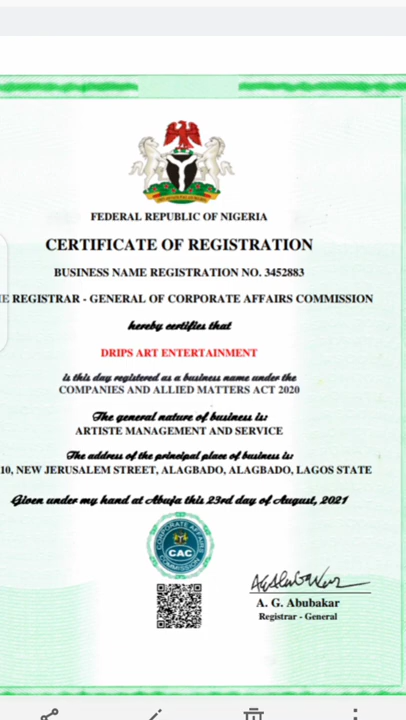 FEDERAL REPUBLIC OF NIGERIA
CERTIFICATE OF REGISTRATION
BUSINESS NAME REGISTRATION NO. 3452883
E REGISTRAR - GENERAL OF CORPORATE AFFAIRS COMMISSION
hereby certifies that
DRIPS ART ENTERTAINMENT
is this day registered as a business name under the
COMPANIES AND ALLIED MATTERS ACT 2020
The general nature of business is:
ARTISTE MANAGEMENT AND SERVICE
The address of the principal place of business is:
10, NEW JERUSALEM STREET, ALAGBADO, ALAGBADO, LAGOS STATE
Given under my hand at Abuja this 23rd day of August, 2021
CORPORATE AFFAIRS
CAC
COMMISSION
A. G. Abubakar
Registrar - General